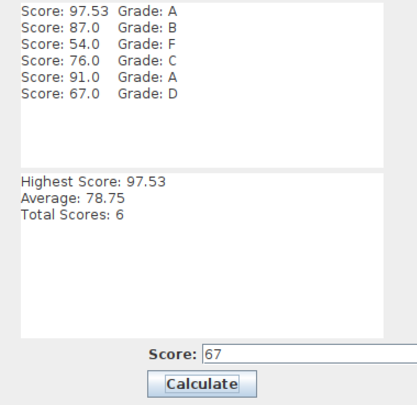 Score: 97.53 Grade: A
Score: 87.0 Grade: B
Score: 54.0 Grade: F
Score: 76.0 Grade: C
Score: 91.0 Grade: A
Score: 67.0 Grade: D
Highest Score: 97.53
Average: 78.75
Total Scores: 6
Score: 67
Calculate